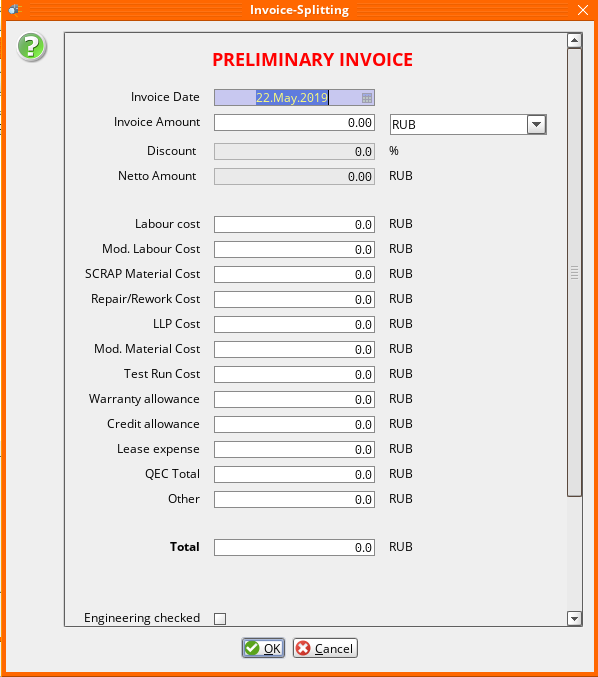 Invoice-Splitting
PRELIMINARY INVOICE
Invoice Date 22.May.2019
Invoice Amount 0.00 RUB
Discount 0.0 %
Netto Amount 0.00 RUB
Labour cost 0.0 RUB
Mod. Labour Cost 0.0 RUB
SCRAP Material Cost 0.0 RUB
Repair/Rework Cost 0.0 RUB
LLP Cost 0.0 RUB
Mod. Material Cost 0.0 RUB
Test Run Cost 0.0 RUB
Warranty allowance 0.0 RUB
Credit allowance 0.0 RUB
Lease expense 0.0 RUB
QEC Total 0.0 RUB
Other 0.0 RUB
Total 0.0 RUB
Engineering checked
OK Cancel